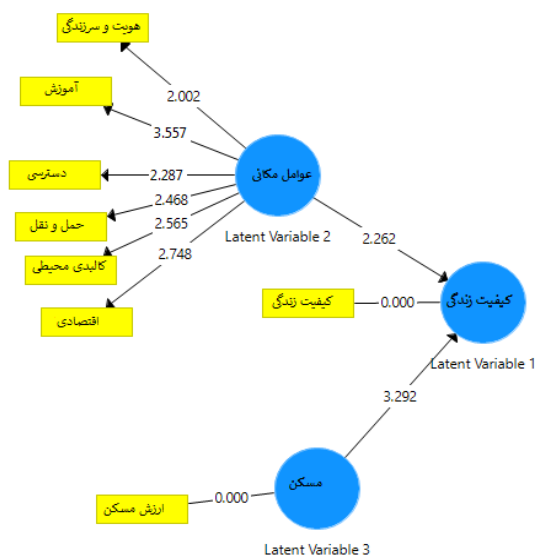 هویت و سرزندگی
2.002
آموزش
3.557
دسترسی
2.287
عوامل مکانی
2.468
حمل و نقل
2.565
Latent Variable 2
2.262
کالبدی محیطی
2.748
کیفیت زندگی
0.000
کیفیت زندگی
اقتصادی
Latent Variable 1
3.292
مسکن
0.000
ارزش مسکن
Latent Variable 3